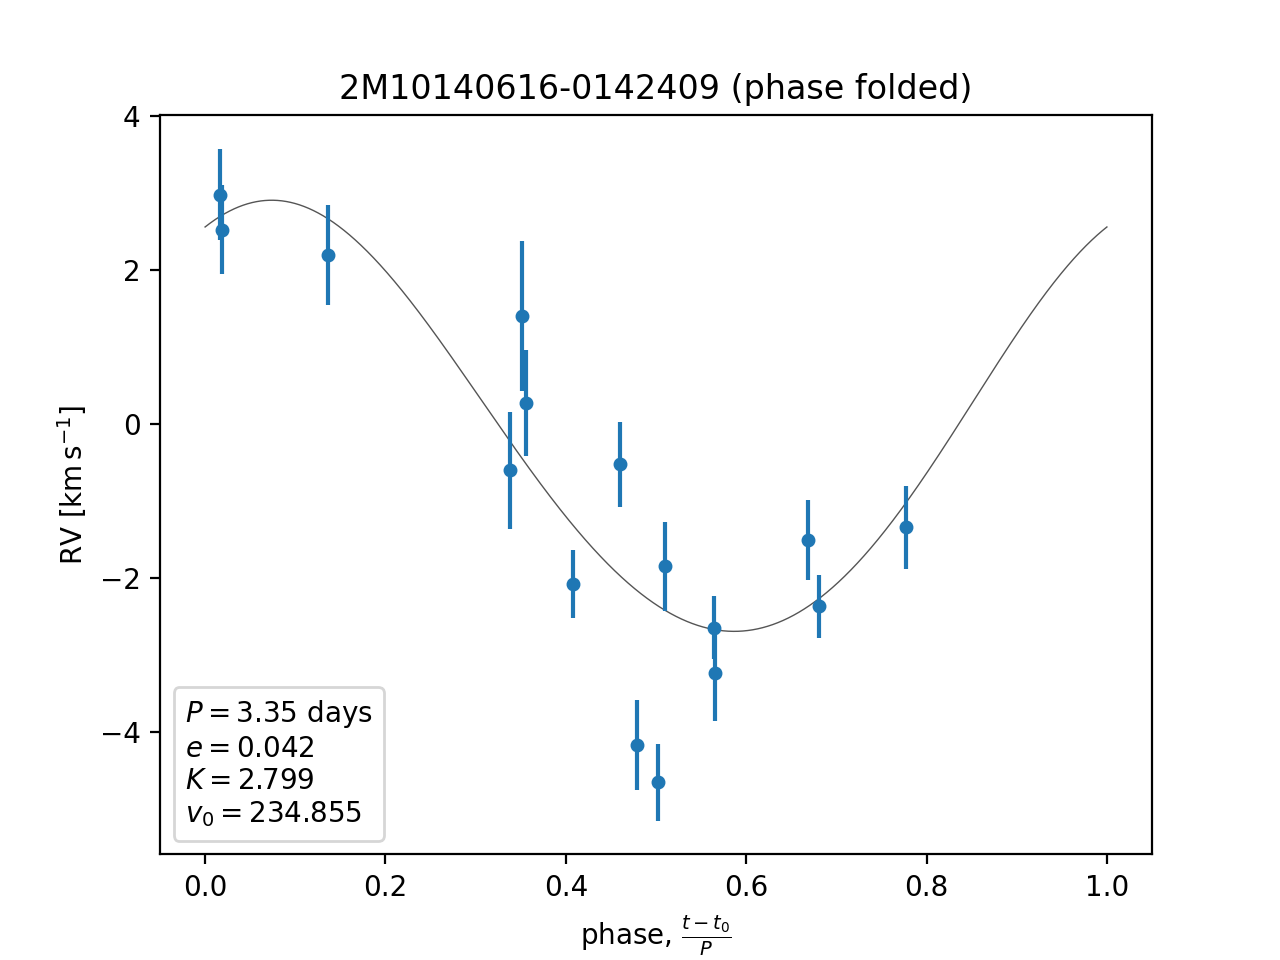 2M10140616-0142409 (phase folded)
4
2
0
−2
−4
RV [km s⁻¹]
P = 3.35 days
e = 0.042
K = 2.799
v₀ = 234.855
0.0 0.2 0.4 0.6 0.8 1.0
phase, (t − t₀)/P